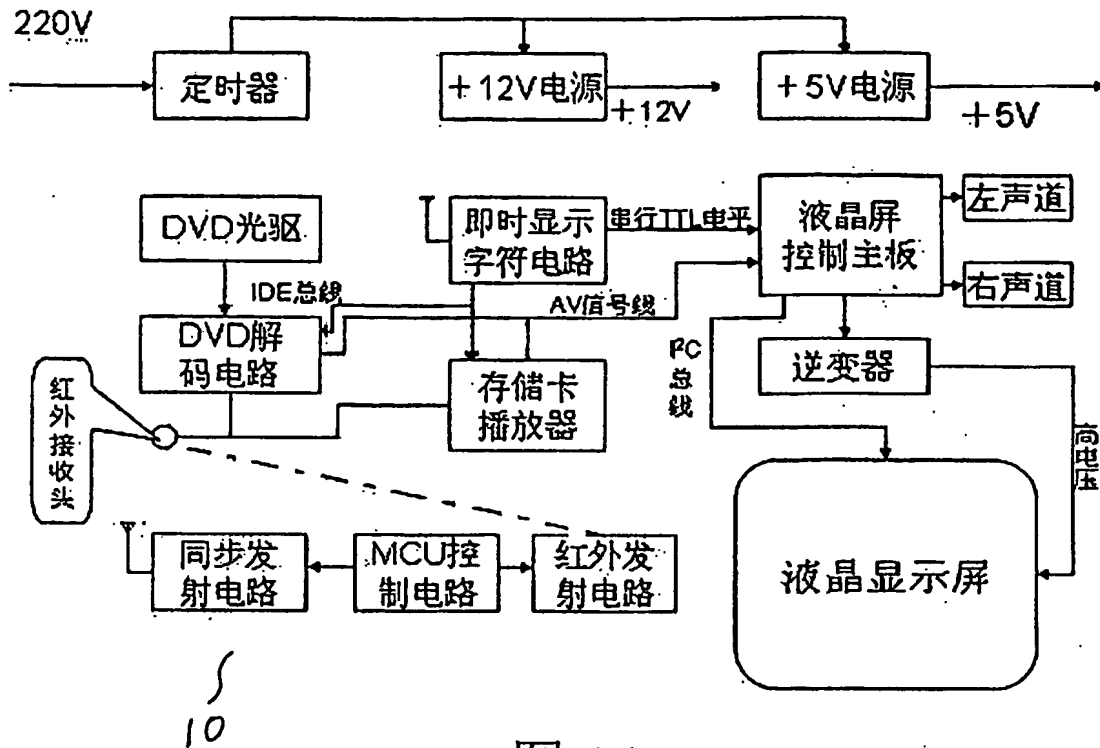 220V
定时器
+12V电源
+12V
+5V电源
+5V
DVD光驱
即时显示
字符电路
串行TTL电平
液晶屏
控制主板
左声道
右声道
IDE总线
AV信号线
DVD解
码电路
存储卡
播放器
I²C
总
线
逆变器
高
电
压
红
外
接
收
头
液晶显示屏
同步发
射电路
MCU控
制电路
红外发
射电路
10